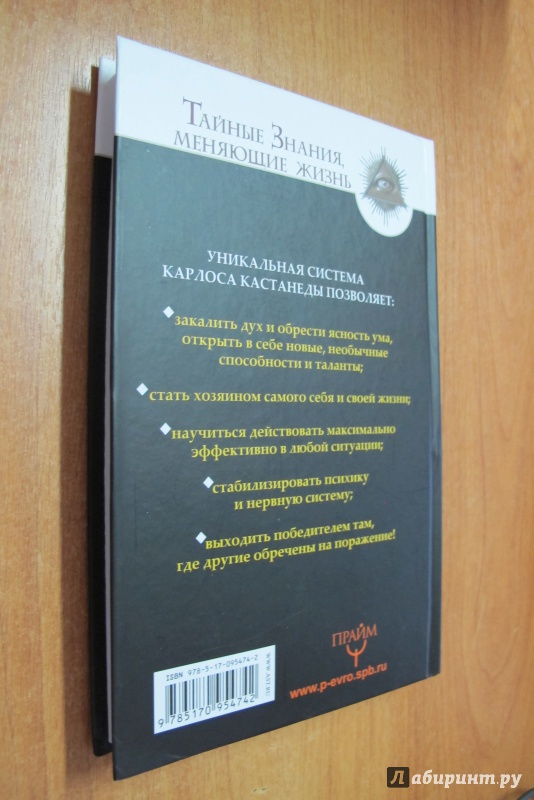 Тайные Знания,
меняющие жизнь
УНИКАЛЬНАЯ СИСТЕМА
КАРЛОСА КАСТАНЕДЫ ПОЗВОЛЯЕТ:
закалить дух и обрести ясность ума,
открыть в себе новые, необычные
способности и таланты;
стать хозяином самого себя и своей жизни;
научиться действовать максимально
эффективно в любой ситуации;
стабилизировать психику
и нервную систему;
выходить победителем там,
где другие обречены на поражение!
ПРАЙМ
www.p-evro.spb.ru
ISBN 978-5-17-095474-2
9 785170 954742
WWW.AST.RU
Лабиринт.ру